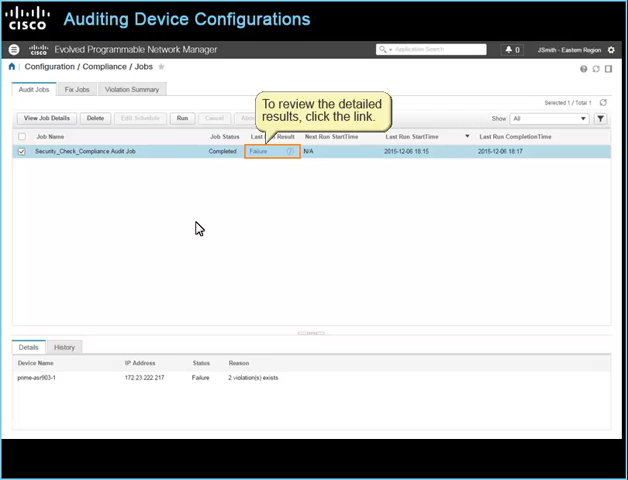 Auditing Device Configurations
CISCO
CISCO Evolved Programmable Network Manager
Application Search
0
JSmith - Eastern Region
Configuration / Compliance / Jobs
Audit Jobs Fix Jobs Violation Summary
Selected 1 / Total 1
To review the detailed
results, click the link.
View Job Details Delete Edit Schedule Run Cancel
Show All
Job Name Job Status Last Run Result Next Run StartTime Last Run StartTime Last Run CompletionTime
Security_Check_Compliance Audit Job Completed Failure N/A 2015-12-06 18:15 2015-12-06 18:17
Details History
Device Name IP Address Status Reason
prime-asr903-1 172.23.222.217 Failure 2 violation(s) exists